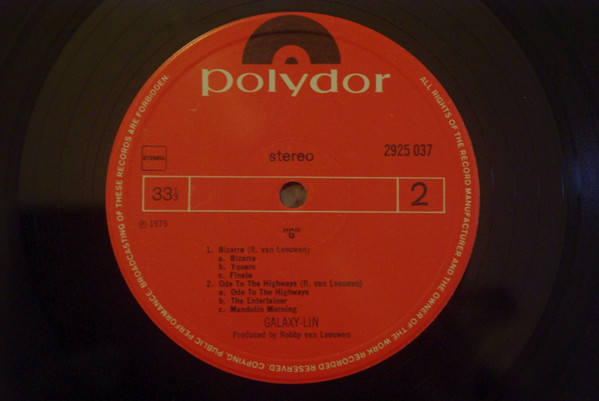 polydor
ALL RIGHTS OF THE RECORD MANUFACTURER AND THE OWNER OF THE WORK RECORDED RESERVED. COPYING, PUBLIC PERFORMANCE, BROADCASTING OF THESE RECORDS ARE FORBIDDEN.
STEMRA
stereo
2925 037
33⅓
2
℗ 1975
"G"
1. Bizarre (R. van Leeuwen)
a. Bizarre
b.
c. Finale
2. Ode To The Highways (R. van Leeuwen)
a. Ode To The Highways
b. The Entertainer
c. Mandolin Morning
GALAXY-LIN
Produced by Robby van Leeuwen